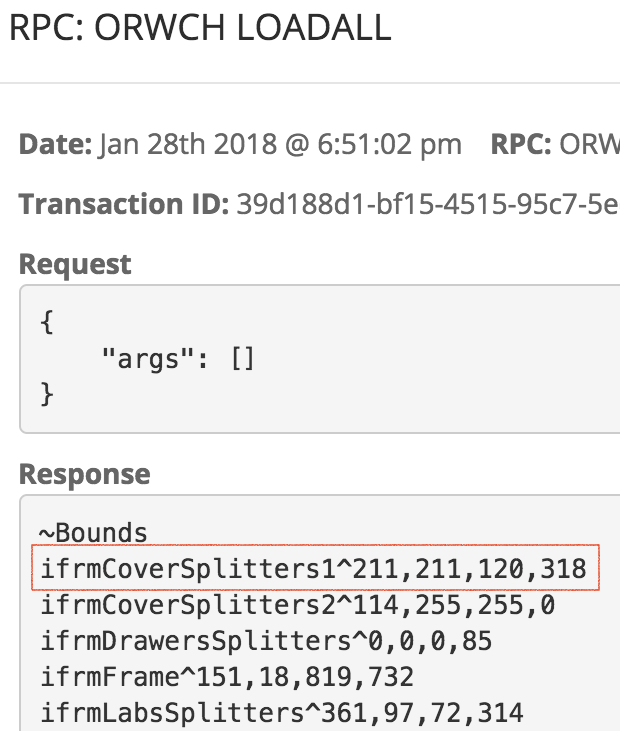 RPC: ORWCH LOADALL
Date: Jan 28th 2018 @ 6:51:02 pm RPC: ORW
Transaction ID: 39d188d1-bf15-4515-95c7-5e
Request
{
    "args": []
}
Response
~Bounds
ifrmCoverSplitters1^211,211,120,318
ifrmCoverSplitters2^114,255,255,0
ifrmDrawersSplitters^0,0,0,85
ifrmFrame^151,18,819,732
ifrmLabsSplitters^361,97,72,314